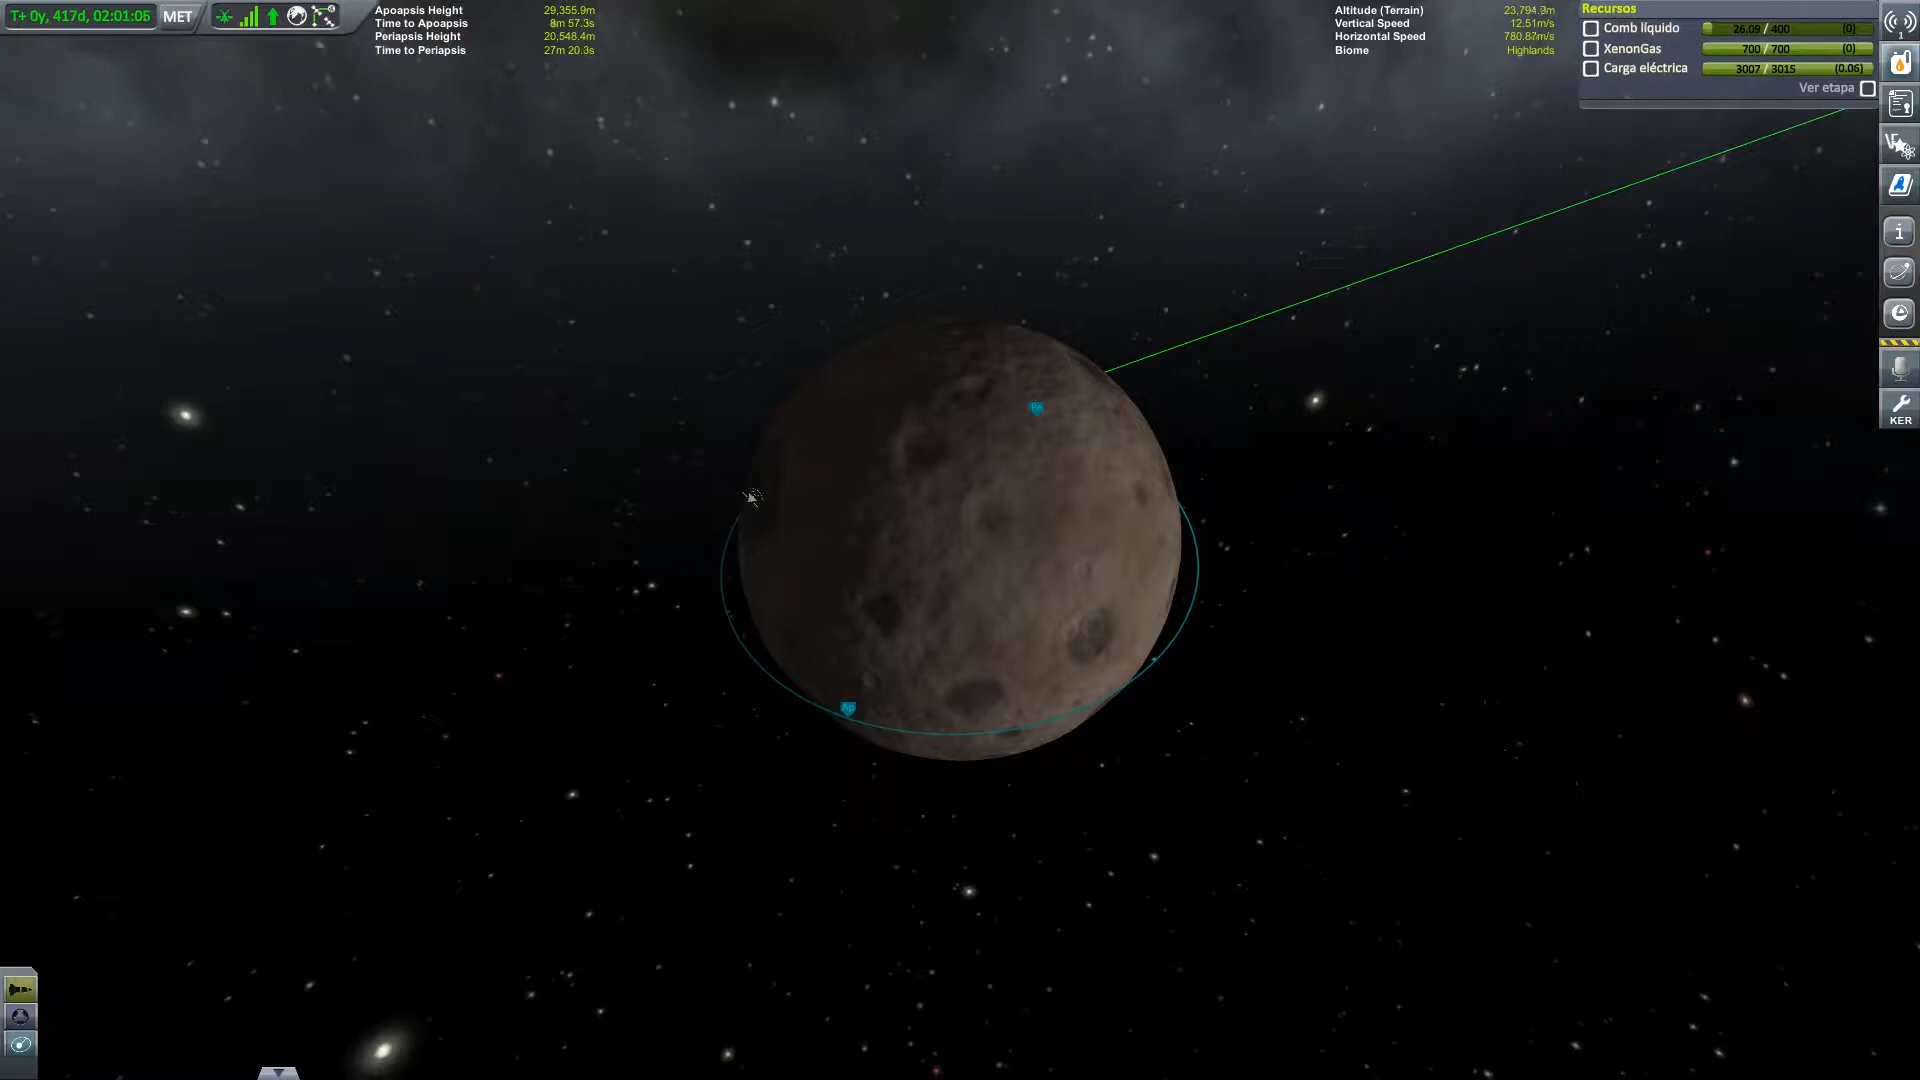 T+ 0y, 417d, 02:01:06 MET
Apoapsis Height 29,355.9m
Time to Apoapsis 8m 57.3s
Periapsis Height 20,548.4m
Time to Periapsis 27m 20.3s
Altitude (Terrain) 23,794.3m
Vertical Speed 12.51m/s
Horizontal Speed 780.87m/s
Biome Highlands
Recursos
Comb líquido 26.09 / 400 (0)
XenonGas 700 / 700 (0)
Carga eléctrica 3007 / 3015 (0.06)
Ver etapa
1
KER
Pe
Ap